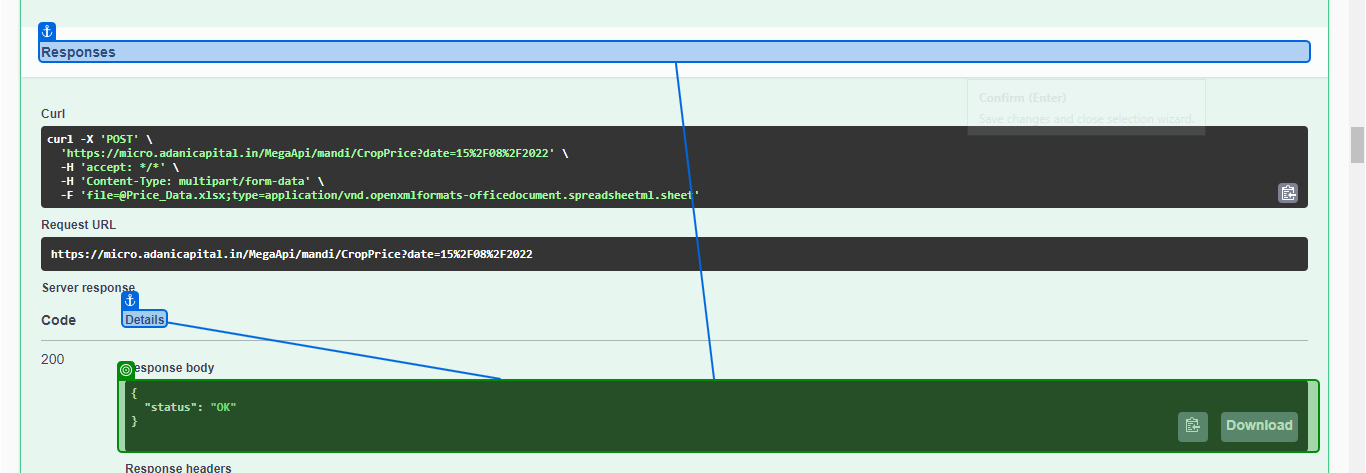 Responses
Confirm (Enter)
Save changes and close selection wizard.
Curl
curl -X 'POST' \
'https://micro.adanicapital.in/MegaApi/mandi/CropPrice?date=15%2F08%2F2022' \
-H 'accept: */*' \
-H 'Content-Type: multipart/form-data' \
-F 'file=@Price_Data.xlsx;type=application/vnd.openxmlformats-officedocument.spreadsheetml.sheet'
Request URL
https://micro.adanicapital.in/MegaApi/mandi/CropPrice?date=15%2F08%2F2022
Server response
Code
Details
200
esponse body
{
"status": "OK"
}
Download
Response headers